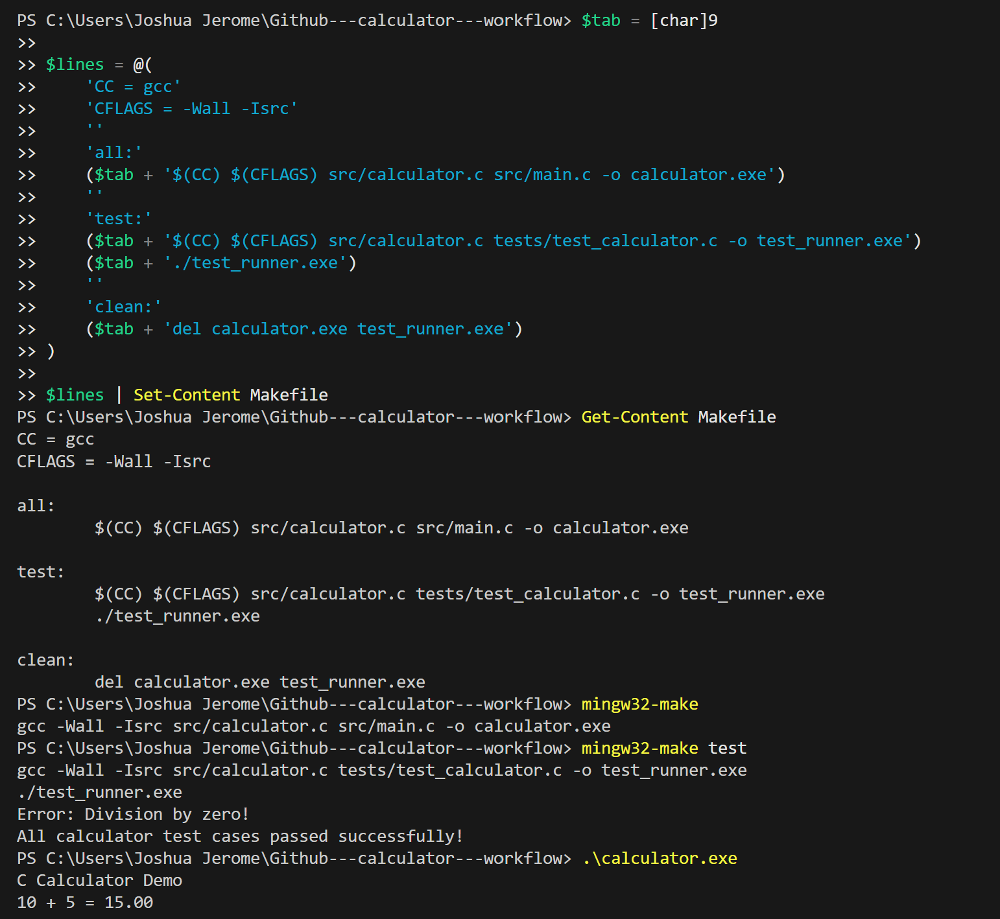 PS C:\Users\Joshua Jerome\Github---calculator---workflow> $tab = [char]9
>>
>> $lines = @(
>>     'CC = gcc'
>>     'CFLAGS = -Wall -Isrc'
>>     ''
>>     'all:'
>>     ($tab + '$(CC) $(CFLAGS) src/calculator.c src/main.c -o calculator.exe')
>>     ''
>>     'test:'
>>     ($tab + '$(CC) $(CFLAGS) src/calculator.c tests/test_calculator.c -o test_runner.exe')
>>     ($tab + './test_runner.exe')
>>     ''
>>     'clean:'
>>     ($tab + 'del calculator.exe test_runner.exe')
>> )
>>
>> $lines | Set-Content Makefile
PS C:\Users\Joshua Jerome\Github---calculator---workflow> Get-Content Makefile
CC = gcc
CFLAGS = -Wall -Isrc

all:
        $(CC) $(CFLAGS) src/calculator.c src/main.c -o calculator.exe

test:
        $(CC) $(CFLAGS) src/calculator.c tests/test_calculator.c -o test_runner.exe
        ./test_runner.exe

clean:
        del calculator.exe test_runner.exe
PS C:\Users\Joshua Jerome\Github---calculator---workflow> mingw32-make
gcc -Wall -Isrc src/calculator.c src/main.c -o calculator.exe
PS C:\Users\Joshua Jerome\Github---calculator---workflow> mingw32-make test
gcc -Wall -Isrc src/calculator.c tests/test_calculator.c -o test_runner.exe
./test_runner.exe
Error: Division by zero!
All calculator test cases passed successfully!
PS C:\Users\Joshua Jerome\Github---calculator---workflow> .\calculator.exe
C Calculator Demo
10 + 5 = 15.00